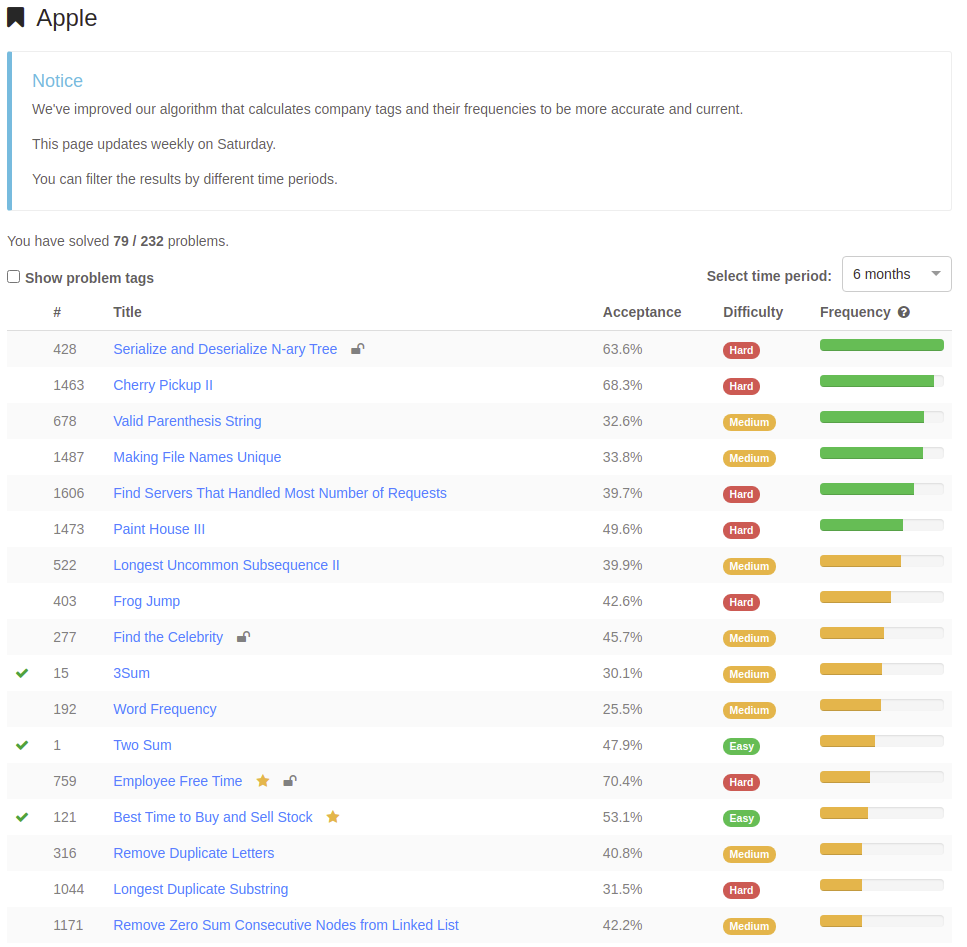 Apple
Notice
We've improved our algorithm that calculates company tags and their frequencies to be more accurate and current.
This page updates weekly on Saturday.
You can filter the results by different time periods.
You have solved 79 / 232 problems.
Show problem tags Select time period: 6 months
# Title Acceptance Difficulty Frequency ?
428 Serialize and Deserialize N-ary Tree 63.6% Hard
1463 Cherry Pickup II 68.3% Hard
678 Valid Parenthesis String 32.6% Medium
1487 Making File Names Unique 33.8% Medium
1606 Find Servers That Handled Most Number of Requests 39.7% Hard
1473 Paint House III 49.6% Hard
522 Longest Uncommon Subsequence II 39.9% Medium
403 Frog Jump 42.6% Hard
277 Find the Celebrity 45.7% Medium
15 3Sum 30.1% Medium
192 Word Frequency 25.5% Medium
1 Two Sum 47.9% Easy
759 Employee Free Time 70.4% Hard
121 Best Time to Buy and Sell Stock 53.1% Easy
316 Remove Duplicate Letters 40.8% Medium
1044 Longest Duplicate Substring 31.5% Hard
1171 Remove Zero Sum Consecutive Nodes from Linked List 42.2% Medium